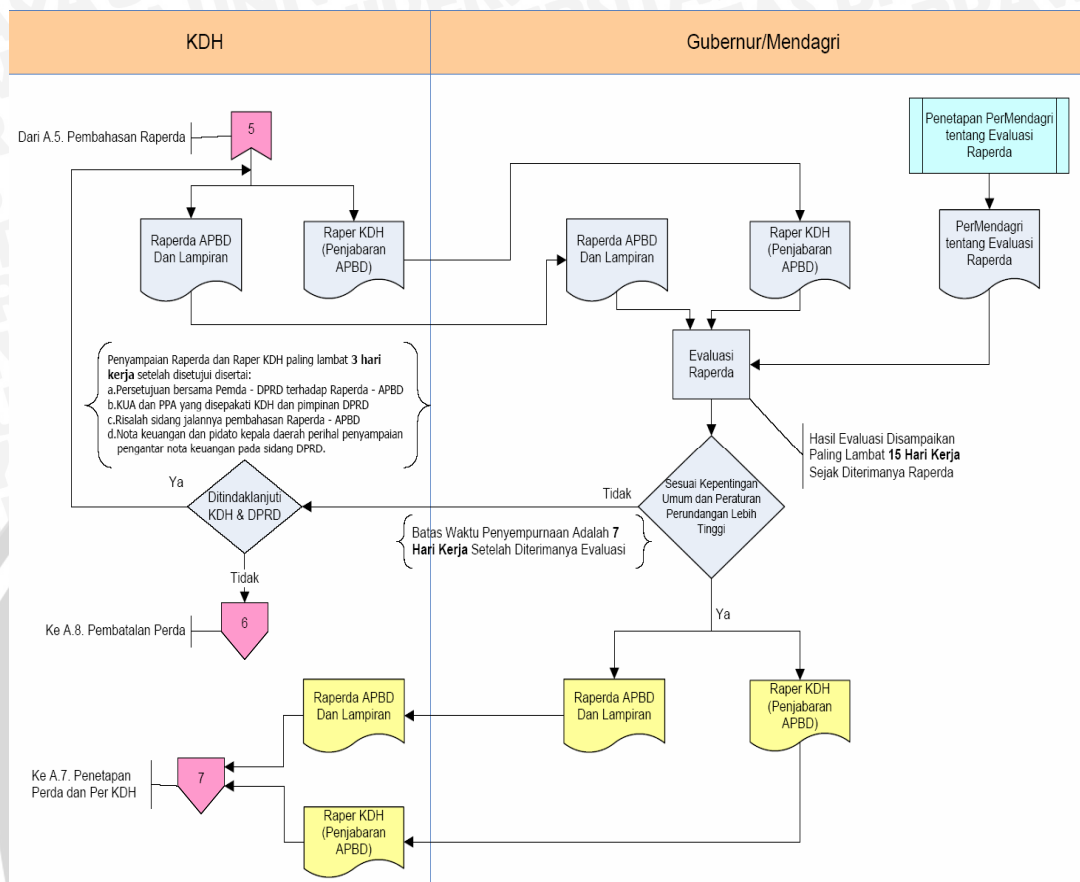 KDH
Gubernur/Mendagri
Dari A.5. Pembahasan Raperda
5
Penetapan PerMendagri
tentang Evaluasi
Raperda
Raperda APBD
Dan Lampiran
Raper KDH
(Penjabaran
APBD)
Raperda APBD
Dan Lampiran
Raper KDH
(Penjabaran
APBD)
PerMendagri
tentang Evaluasi
Raperda
Penyampaian Raperda dan Raper KDH paling lambat 3 hari
kerja setelah disetujui disertai:
a.Persetujuan bersama Pemda - DPRD terhadap Raperda - APBD
b.KUA dan PPA yang disepakati KDH dan pimpinan DPRD
c.Risalah sidang jalannya pembahasan Raperda - APBD
d.Nota keuangan dan pidato kepala daerah perihal penyampaian
pengantar nota keuangan pada sidang DPRD.
Evaluasi
Raperda
Hasil Evaluasi Disampaikan
Paling Lambat 15 Hari Kerja
Sejak Diterimanya Raperda
Ya
Ditindaklanjuti
KDH & DPRD
Tidak
Sesuai Kepentingan
Umum dan Peraturan
Perundangan Lebih
Tinggi
Batas Waktu Penyempurnaan Adalah 7
Hari Kerja Setelah Diterimanya Evaluasi
Tidak
Ya
Ke A.8. Pembatalan Perda
6
Raperda APBD
Dan Lampiran
Raperda APBD
Dan Lampiran
Raper KDH
(Penjabaran
APBD)
Ke A.7. Penetapan
Perda dan Per KDH
7
Raper KDH
(Penjabaran
APBD)